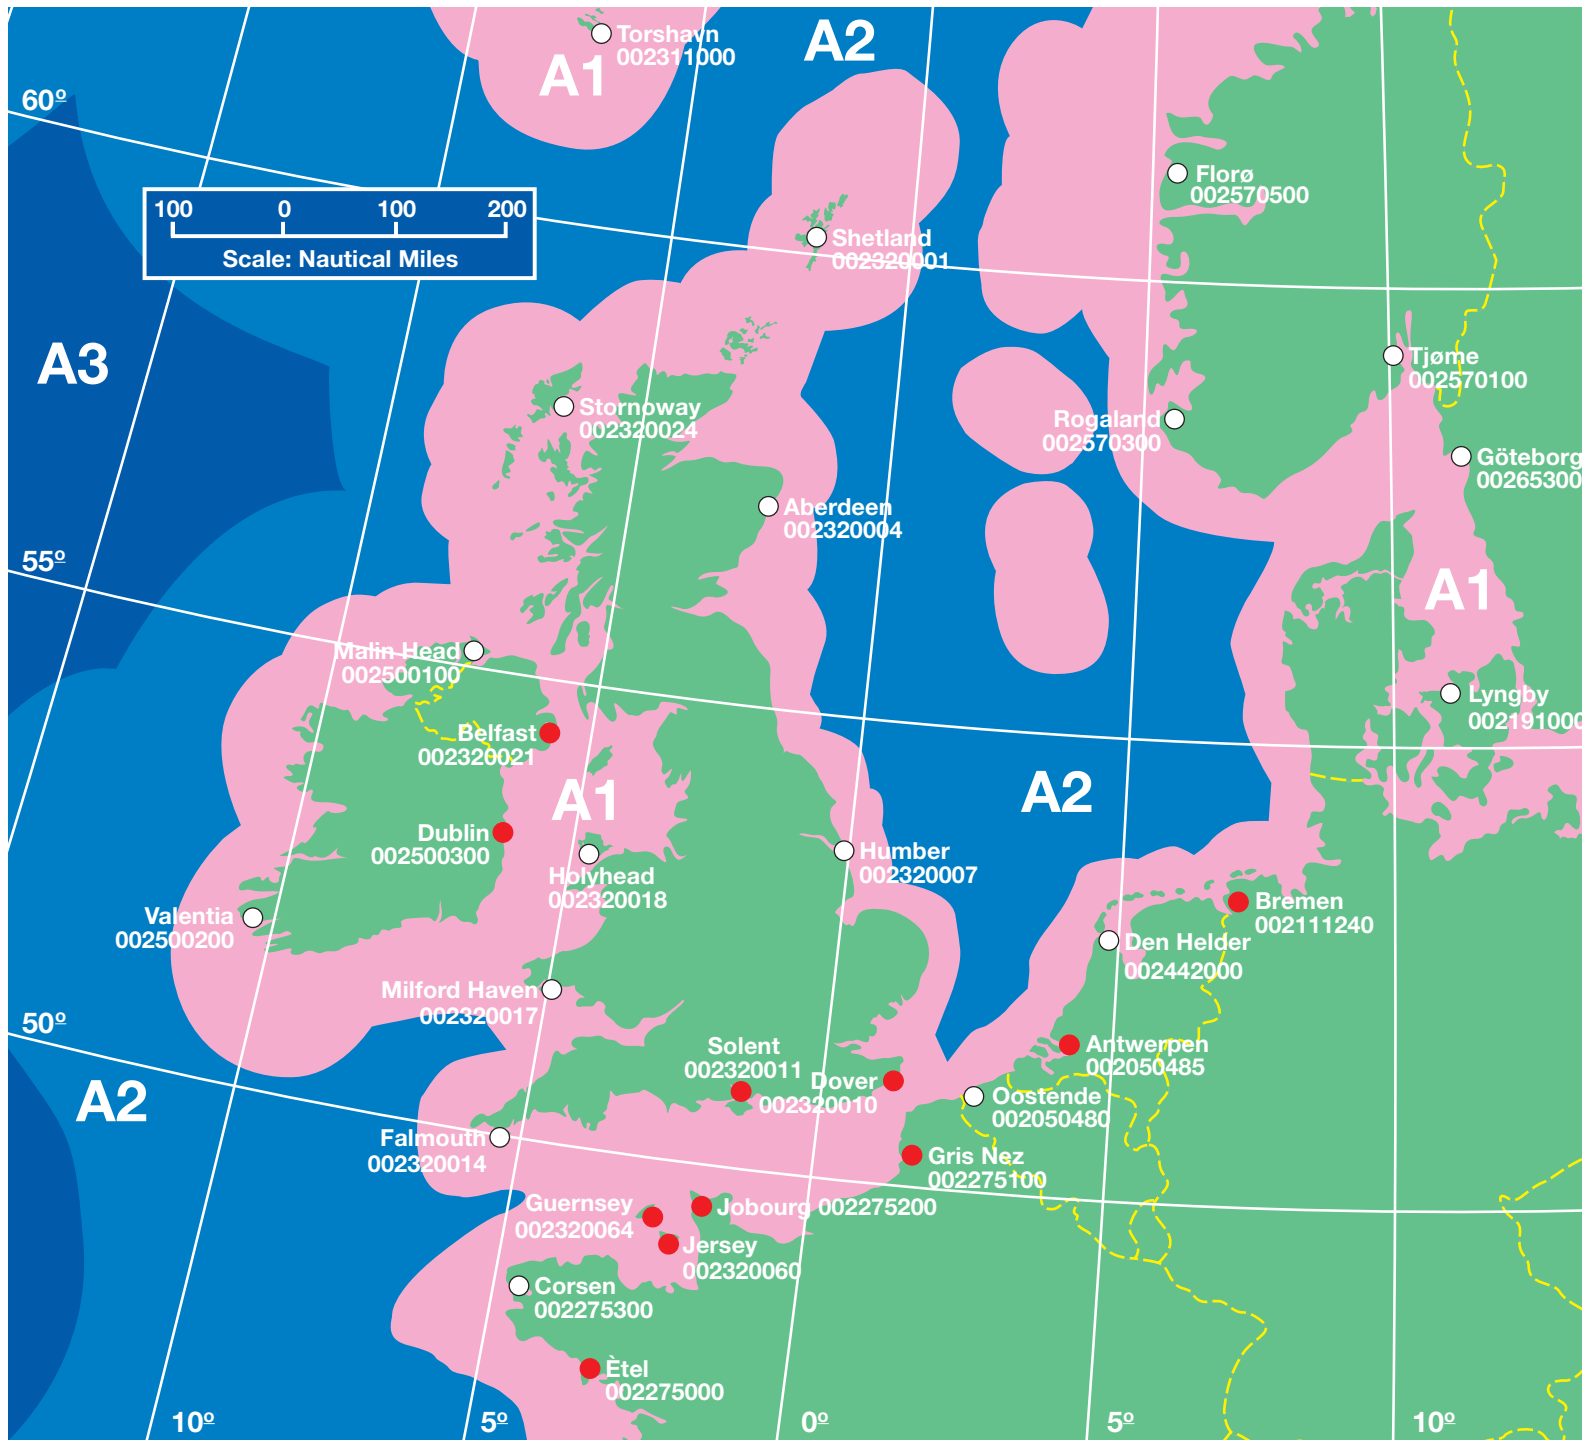 Torshavn
002311000
A1
A2
60º
100 0 100 200
Scale: Nautical Miles
Florø
002570500
Shetland
002320001
A3
Tjøme
002570100
Stornoway
002320024
Rogaland
002570300
Göteborg
00265300
Aberdeen
002320004
55º
A1
Malin Head
002500100
Lyngby
002191000
Belfast
002320021
A1
A2
Dublin
002500300
Humber
002320007
Holyhead
002320018
Valentia
002500200
Bremen
002111240
Den Helder
002442000
Milford Haven
002320017
50º
Solent
002320011
Antwerpen
002050485
A2
Dover
002320010
Oostende
002050480
Falmouth
002320014
Gris Nez
002275100
Guernsey
002320064
Jobourg 002275200
Jersey
002320060
Corsen
002275300
Ètel
002275000
10º 5º 0º 5º 10º